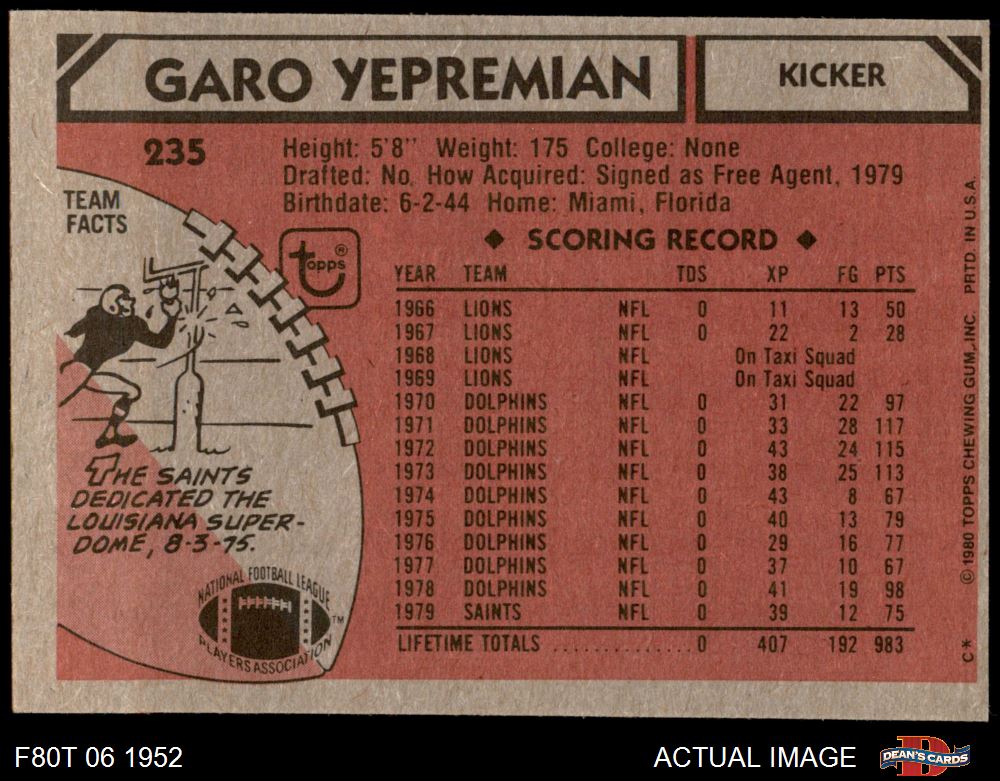 GARO YEPREMIAN
KICKER
235
Height: 5'8" Weight: 175 College: None
Drafted: No. How Acquired: Signed as Free Agent, 1979
Birthdate: 6-2-44 Home: Miami, Florida
TEAM
FACTS
topps®
◆ SCORING RECORD ◆
YEAR TEAM TDS XP FG PTS
1966 LIONS NFL 0 11 13 50
1967 LIONS NFL 0 22 2 28
1968 LIONS NFL On Taxi Squad
1969 LIONS NFL On Taxi Squad
1970 DOLPHINS NFL 0 31 22 97
1971 DOLPHINS NFL 0 33 28 117
1972 DOLPHINS NFL 0 43 24 115
1973 DOLPHINS NFL 0 38 25 113
1974 DOLPHINS NFL 0 43 8 67
1975 DOLPHINS NFL 0 40 13 79
1976 DOLPHINS NFL 0 29 16 77
1977 DOLPHINS NFL 0 37 10 67
1978 DOLPHINS NFL 0 41 19 98
1979 SAINTS NFL 0 39 12 75
LIFETIME TOTALS ..............0 407 192 983
THE SAINTS
DEDICATED THE
LOUISIANA SUPER-
DOME, 8-3-75.
NATIONAL FOOTBALL LEAGUE
PLAYERS ASSOCIATION
TM
C* © 1980 TOPPS CHEWING GUM, INC. PRTD. IN U.S.A.
F80T 06 1952
ACTUAL IMAGE
DEAN'S CARDS